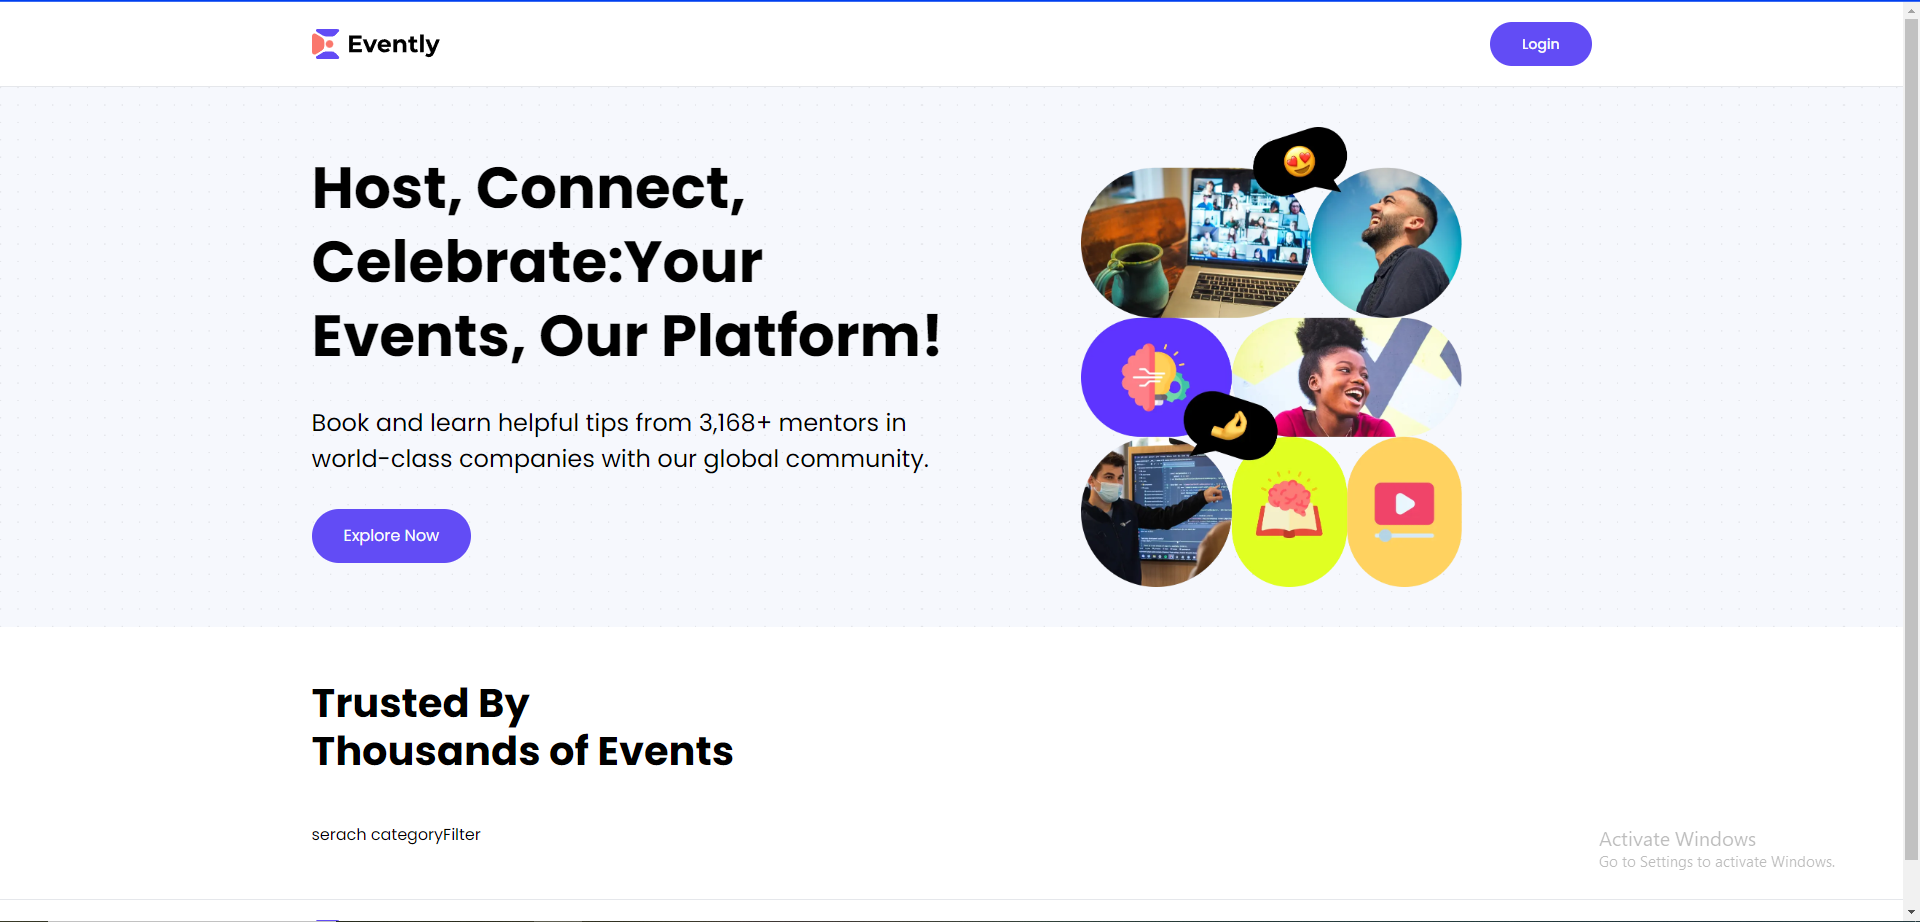 Evently
Login
Host, Connect,
Celebrate:Your
Events, Our Platform!
Book and learn helpful tips from 3,168+ mentors in
world-class companies with our global community.
Explore Now
Trusted By
Thousands of Events
serach categoryFilter
Activate Windows
Go to Settings to activate Windows.